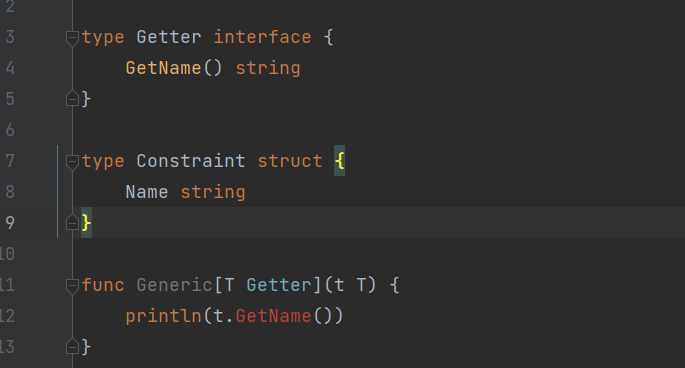 2
3 type Getter interface {
4 GetName() string
5 }
6
7 type Constraint struct {
8 Name string
9 }
10
11 func Generic[T Getter](t T) {
12 println(t.GetName())
13 }